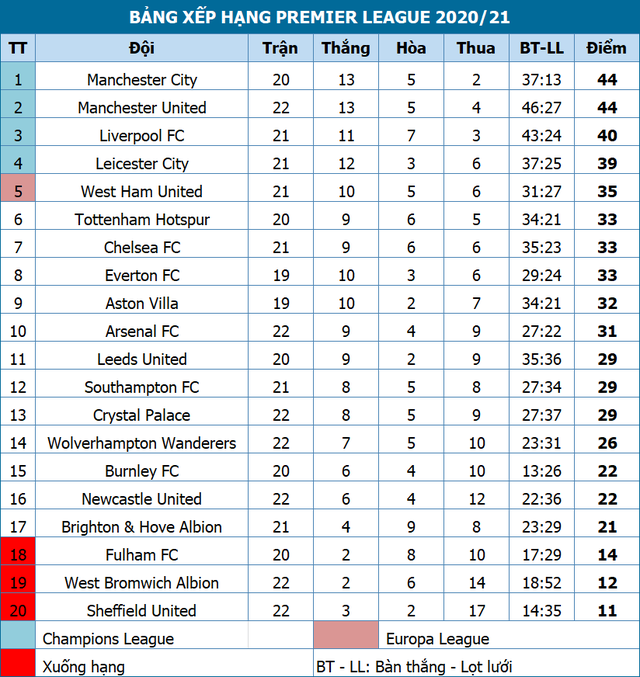 BẢNG XẾP HẠNG PREMIER LEAGUE 2020/21
TT Đội Trận Thắng Hòa Thua BT-LL Điểm
1 Manchester City 20 13 5 2 37:13 44
2 Manchester United 22 13 5 4 46:27 44
3 Liverpool FC 21 11 7 3 43:24 40
4 Leicester City 21 12 3 6 37:25 39
5 West Ham United 21 10 5 6 31:27 35
6 Tottenham Hotspur 20 9 6 5 34:21 33
7 Chelsea FC 21 9 6 6 35:23 33
8 Everton FC 19 10 3 6 29:24 33
9 Aston Villa 19 10 2 7 34:21 32
10 Arsenal FC 22 9 4 9 27:22 31
11 Leeds United 20 9 2 9 35:36 29
12 Southampton FC 21 8 5 8 27:34 29
13 Crystal Palace 22 8 5 9 27:37 29
14 Wolverhampton Wanderers 22 7 5 10 23:31 26
15 Burnley FC 20 6 4 10 13:26 22
16 Newcastle United 22 6 4 12 22:36 22
17 Brighton & Hove Albion 21 4 9 8 23:29 21
18 Fulham FC 20 2 8 10 17:29 14
19 West Bromwich Albion 22 2 6 14 18:52 12
20 Sheffield United 22 3 2 17 14:35 11
Champions League Europa League
Xuống hạng BT - LL: Bàn thắng - Lọt lưới